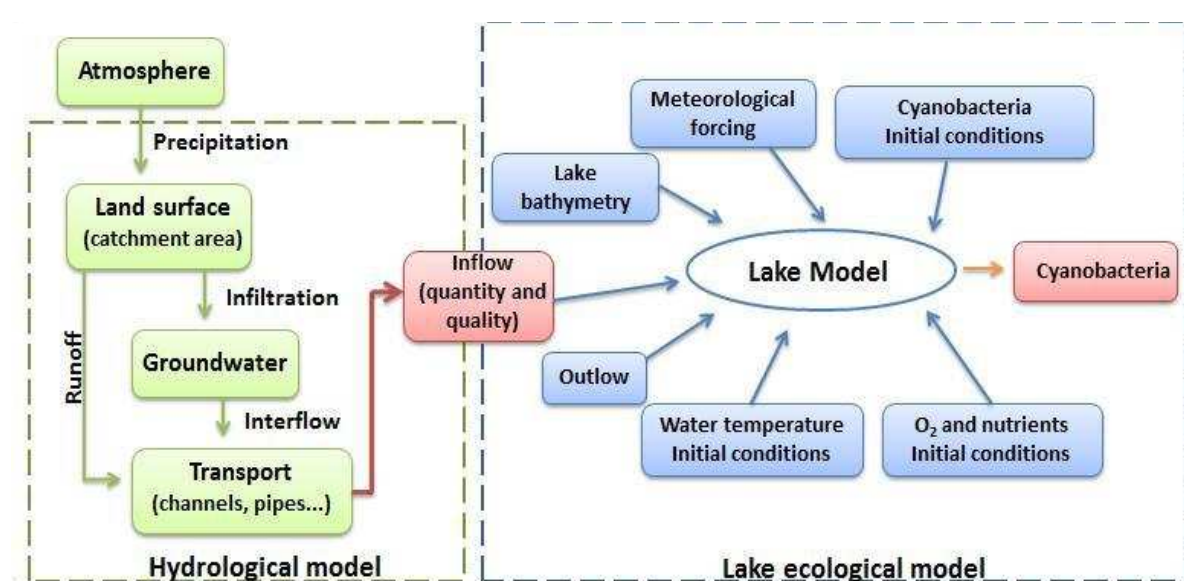 Atmosphere
Precipitation
Land surface
(catchment area)
Infiltration
Runoff
Groundwater
Interflow
Transport
(channels, pipes...)
Hydrological model
Inflow
(quantity and
quality)
Meteorological
forcing
Cyanobacteria
Initial conditions
Lake
bathymetry
Lake Model
Cyanobacteria
Outlow
Water temperature
Initial conditions
O₂ and nutrients
Initial conditions
Lake ecological model